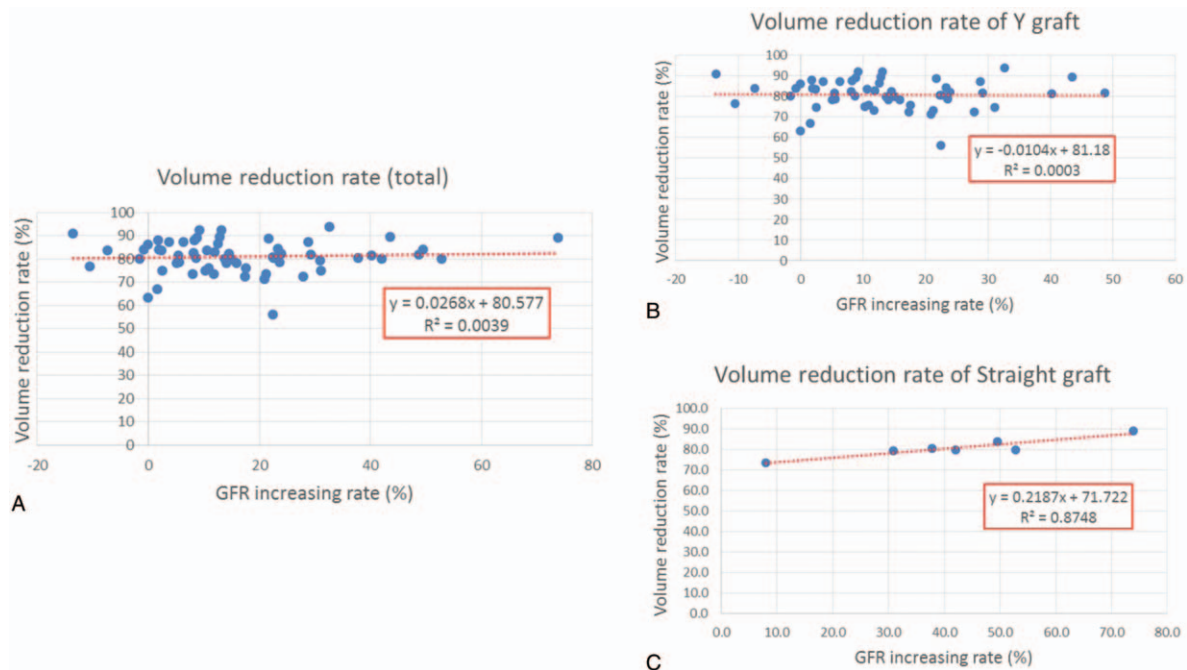 Volume reduction rate (total)
Volume reduction rate (%)
100
90
80
70
60
50
40
30
20
10
0
y = 0.0268x + 80.577
R² = 0.0039
-20 0 20 40 60 80
GFR increasing rate (%)
A
Volume reduction rate of Y graft
Volume reduction rate (%)
100
90
80
70
60
50
40
30
20
10
0
y = -0.0104x + 81.18
R² = 0.0003
-20 -10 0 10 20 30 40 50 60
GFR increasing rate (%)
B
Volume reduction rate of Straight graft
Volume reduction rate (%)
100.0
90.0
80.0
70.0
60.0
50.0
40.0
30.0
20.0
10.0
0.0
y = 0.2187x + 71.722
R² = 0.8748
0.0 10.0 20.0 30.0 40.0 50.0 60.0 70.0 80.0
GFR increasing rate (%)
C